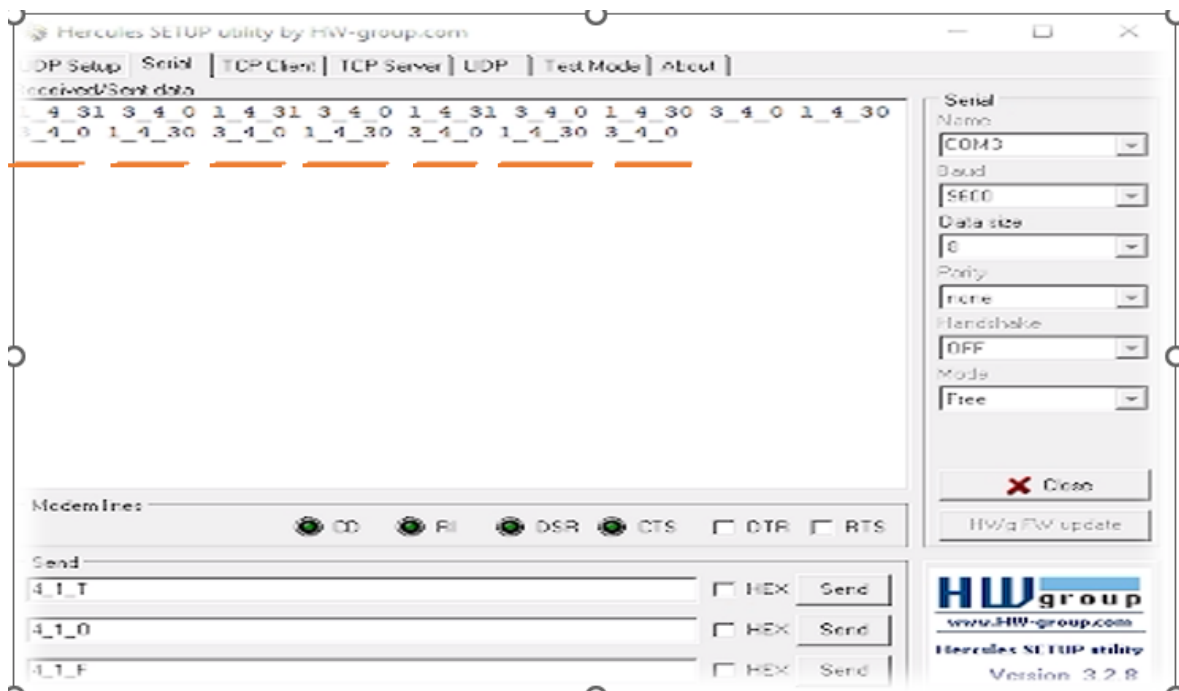 Hercules SETUP utility by HW-group.com
UDP Setup Serial TCP Client TCP Server UDP Test Mode About
Received/Sent data
1_4_31 3_4_0 1_4_31 3_4_0 1_4_31 3_4_0 1_4_30 3_4_0 1_4_30
3_4_0 1_4_30 3_4_0 1_4_30 3_4_0 1_4_30 3_4_0
Serial
Name
COM3
Baud
9600
Data size
8
Parity
none
Handshake
OFF
Mode
Free
Close
HWg FW update
Modem lines
CD RI DSR CTS DTR RTS
Send
4_1_T HEX Send
4_1_0 HEX Send
4_1_F HEX Send
HW group
www.HW-group.com
Hercules SETUP utility
Version 3.2.8